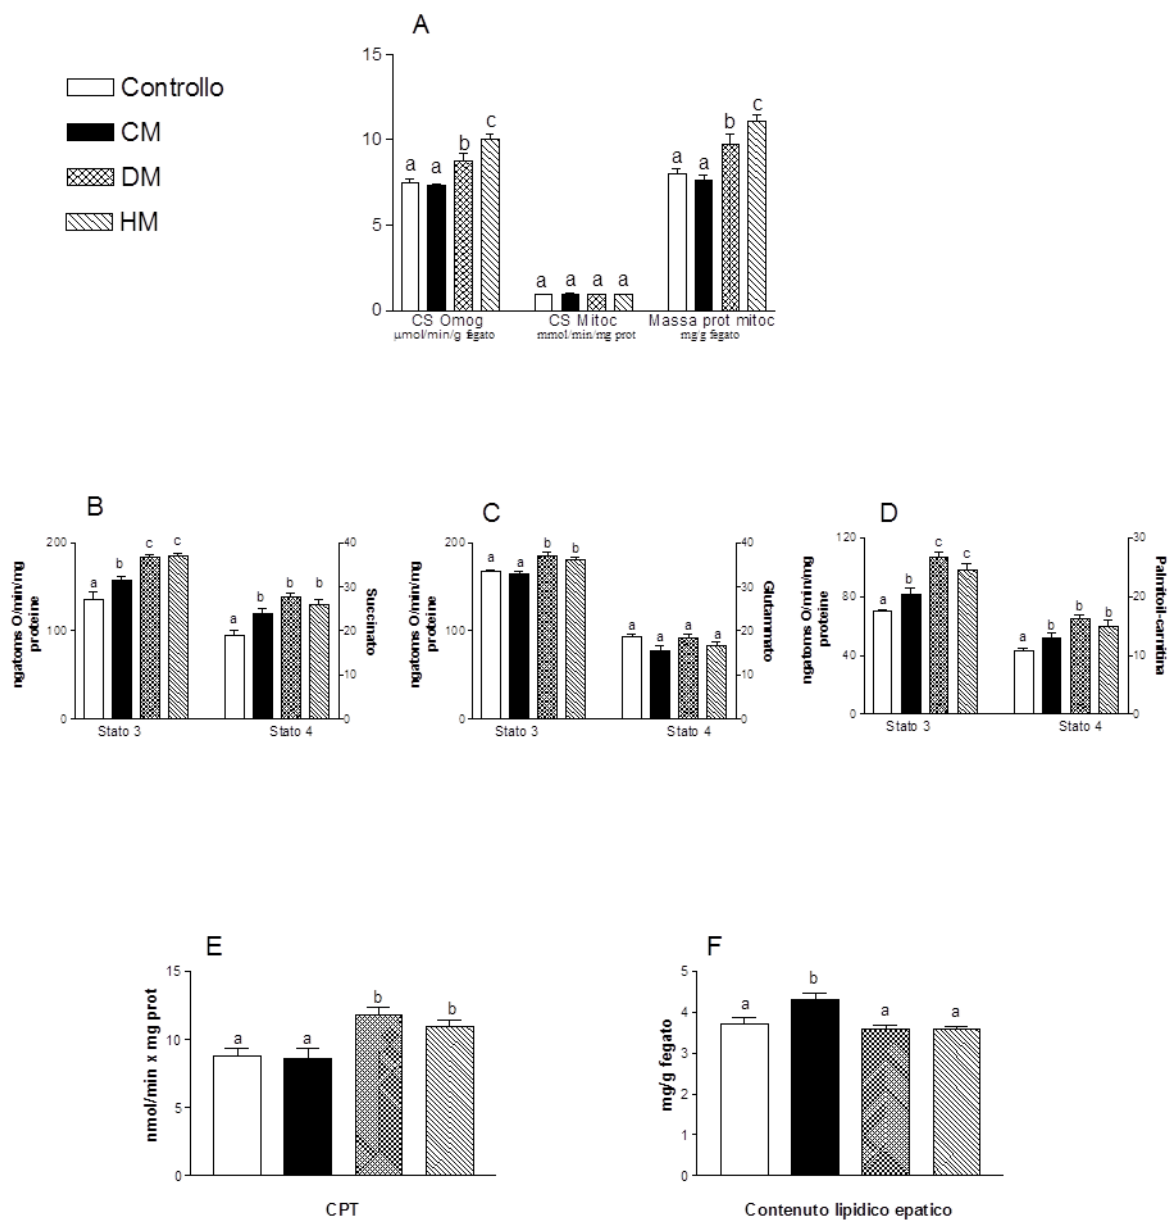 A
Controllo
CM
DM
HM
15
10
5
0
a a b c
a a a a
a a b c
CS Omog
μmol/min/g fegato
CS Mitoc
mmol/min/mg prot
Massa prot mitoc
mg/g fegato
B
ngatoms O/min/mg
proteine
200
100
0
a b c c
a b b b
40
30
20
10
0
Succinato
Stato 3
Stato 4
C
ngatoms O/min/mg
proteine
200
100
0
a a b b
a a a a
40
30
20
10
0
Glutammato
Stato 3
Stato 4
D
ngatoms O/min/mg
proteine
120
80
40
0
a b c c
a b b b
30
20
10
0
Palmitoil-carnitina
Stato 3
Stato 4
E
nmol/min x mg prot
15
10
5
0
a a b b
CPT
F
mg/g fegato
5
4
3
2
1
0
a b a a
Contenuto lipidico epatico